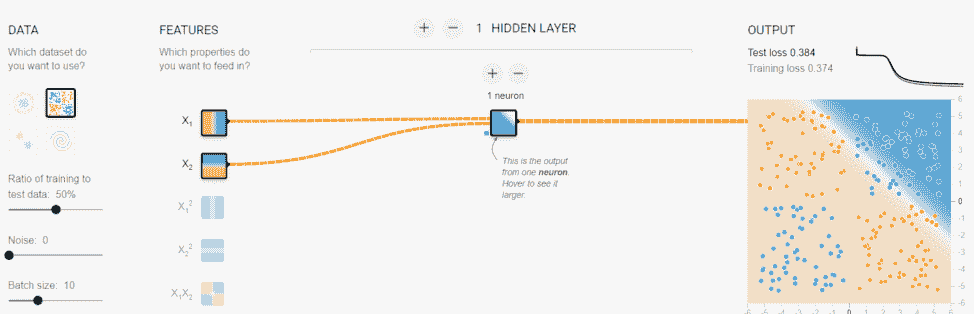 DATA
Which dataset do
you want to use?
Ratio of training to
test data: 50%
Noise: 0
Batch size: 10
FEATURES
Which properties do
you want to feed in?
X1
X2
X1²
X2²
X1X2
+ − 1 HIDDEN LAYER
+ −
1 neuron
This is the output
from one neuron.
Hover to see it
larger.
OUTPUT
Test loss 0.384
Training loss 0.374
6
5
4
3
2
1
0
-1
-2
-3
-4
-5
-6
-6 -5 -4 -3 -2 -1 0 1 2 3 4 5 6